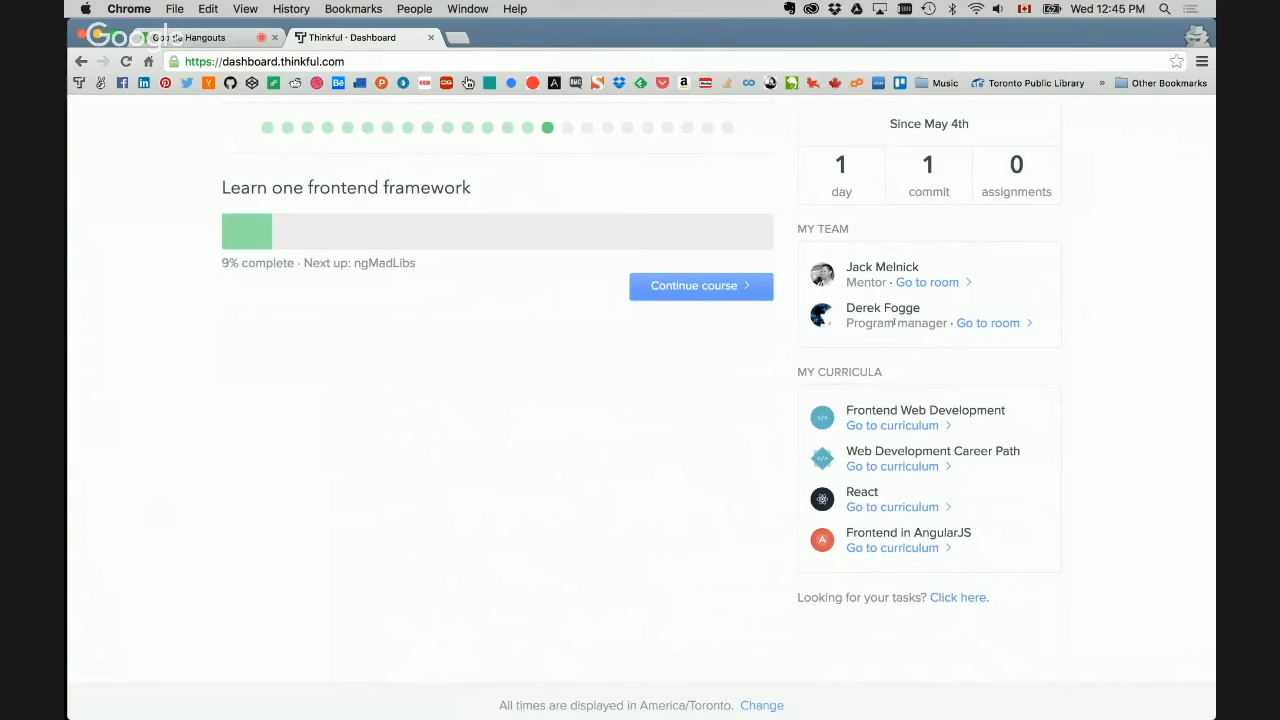 Chrome File Edit View History Bookmarks People Window Help
Wed 12:45 PM
Google
Google Hangouts
Thinkful · Dashboard
https://dashboard.thinkful.com
Music
Toronto Public Library
»
Other Bookmarks
Since May 4th
1 day
1 commit
0 assignments
Learn one frontend framework
9% complete · Next up: ngMadLibs
Continue course
MY TEAM
Jack Melnick
Mentor · Go to room
Derek Fogge
Program manager · Go to room
MY CURRICULA
Frontend Web Development
Go to curriculum
Web Development Career Path
Go to curriculum
React
Go to curriculum
Frontend in AngularJS
Go to curriculum
Looking for your tasks? Click here.
All times are displayed in America/Toronto. Change